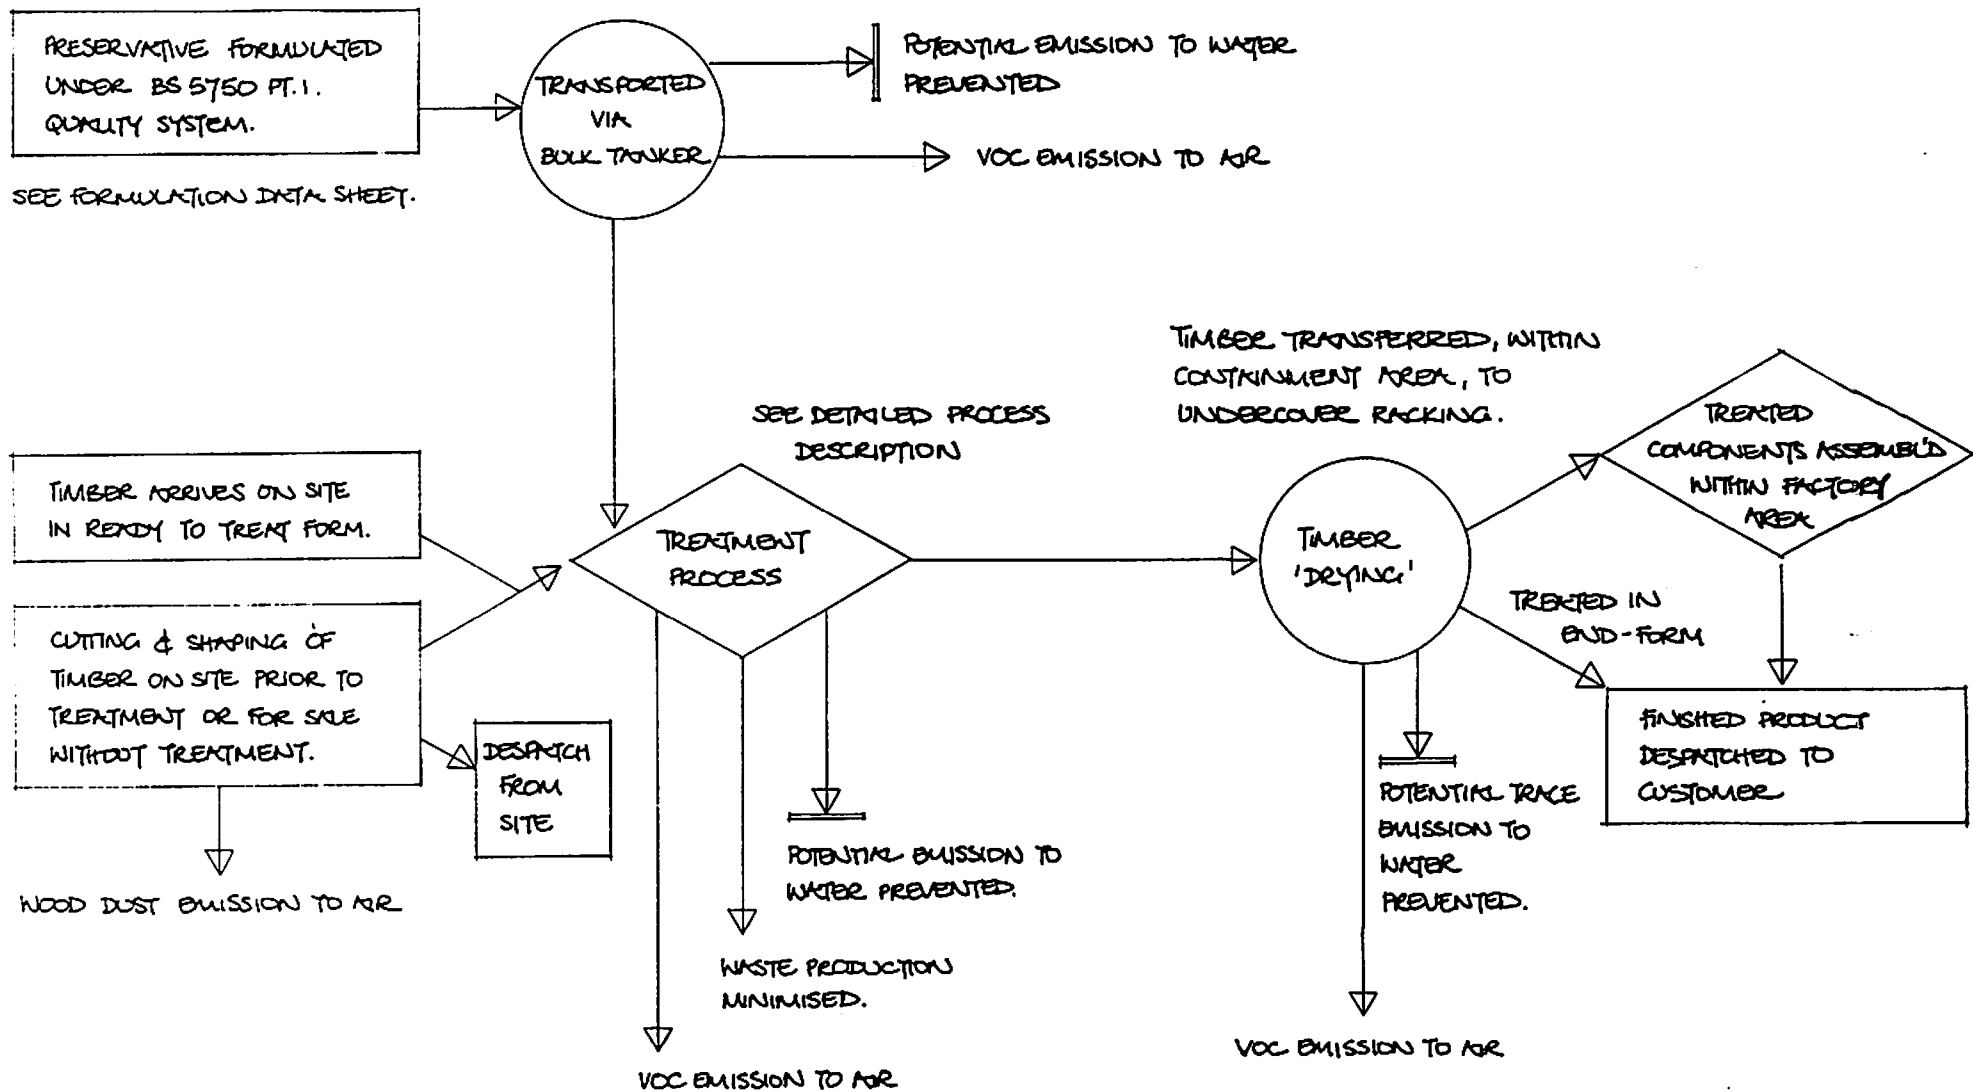 PRESERVATIVE FORMULATED
UNDER BS 5750 PT.1.
QUALITY SYSTEM.
SEE FORMULATION DATA SHEET.
TRANSPORTED
VIA
BULK TANKER
POTENTIAL EMISSION TO WATER
PREVENTED
VOC EMISSION TO AIR
TIMBER ARRIVES ON SITE
IN READY TO TREAT FORM.
CUTTING & SHAPING OF
TIMBER ON SITE PRIOR TO
TREATMENT OR FOR SALE
WITHOUT TREATMENT.
DESPATCH
FROM
SITE
WOOD DUST EMISSION TO AIR
SEE DETAILED PROCESS
DESCRIPTION
TREATMENT
PROCESS
POTENTIAL EMISSION TO
WATER PREVENTED.
WASTE PRODUCTION
MINIMISED.
VOC EMISSION TO AIR
TIMBER TRANSFERRED, WITHIN
CONTAINMENT AREA, TO
UNDERCOVER RACKING.
TIMBER
'DRYING'
TREATED
COMPONENTS ASSEMBL'D
WITHIN FACTORY
AREA
TREATED IN
END-FORM
FINISHED PRODUCT
DESPATCHED TO
CUSTOMER
POTENTIAL TRACE
EMISSION TO
WATER
PREVENTED.
VOC EMISSION TO AIR